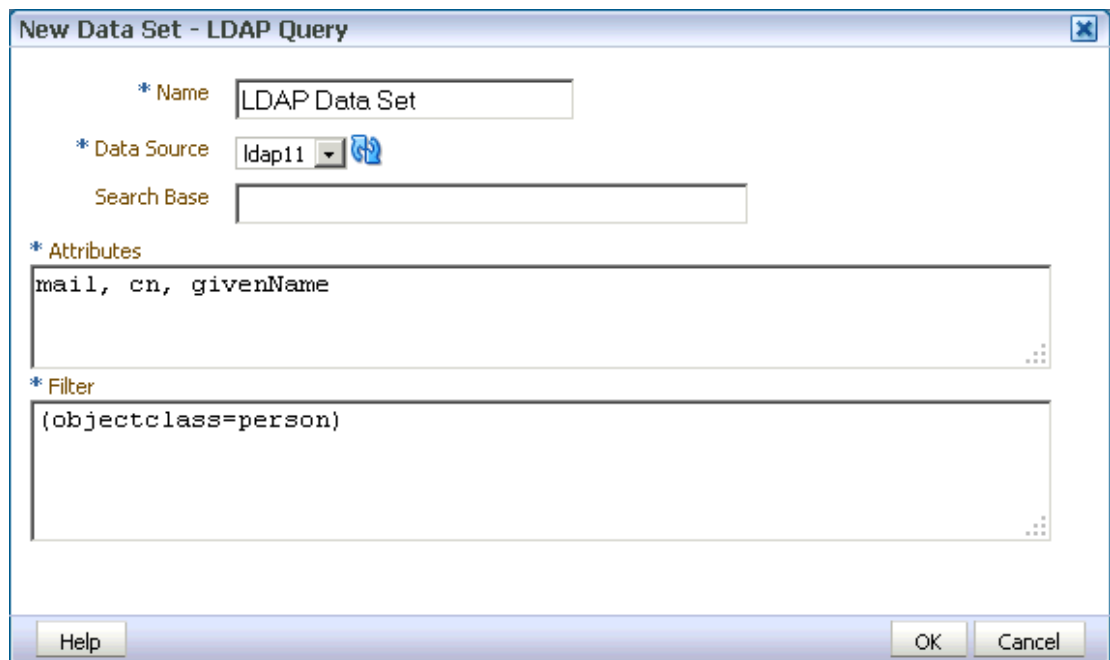 New Data Set - LDAP Query
* Name LDAP Data Set
* Data Source ldap11
Search Base
* Attributes
mail, cn, givenName
* Filter
(objectclass=person)
Help OK Cancel